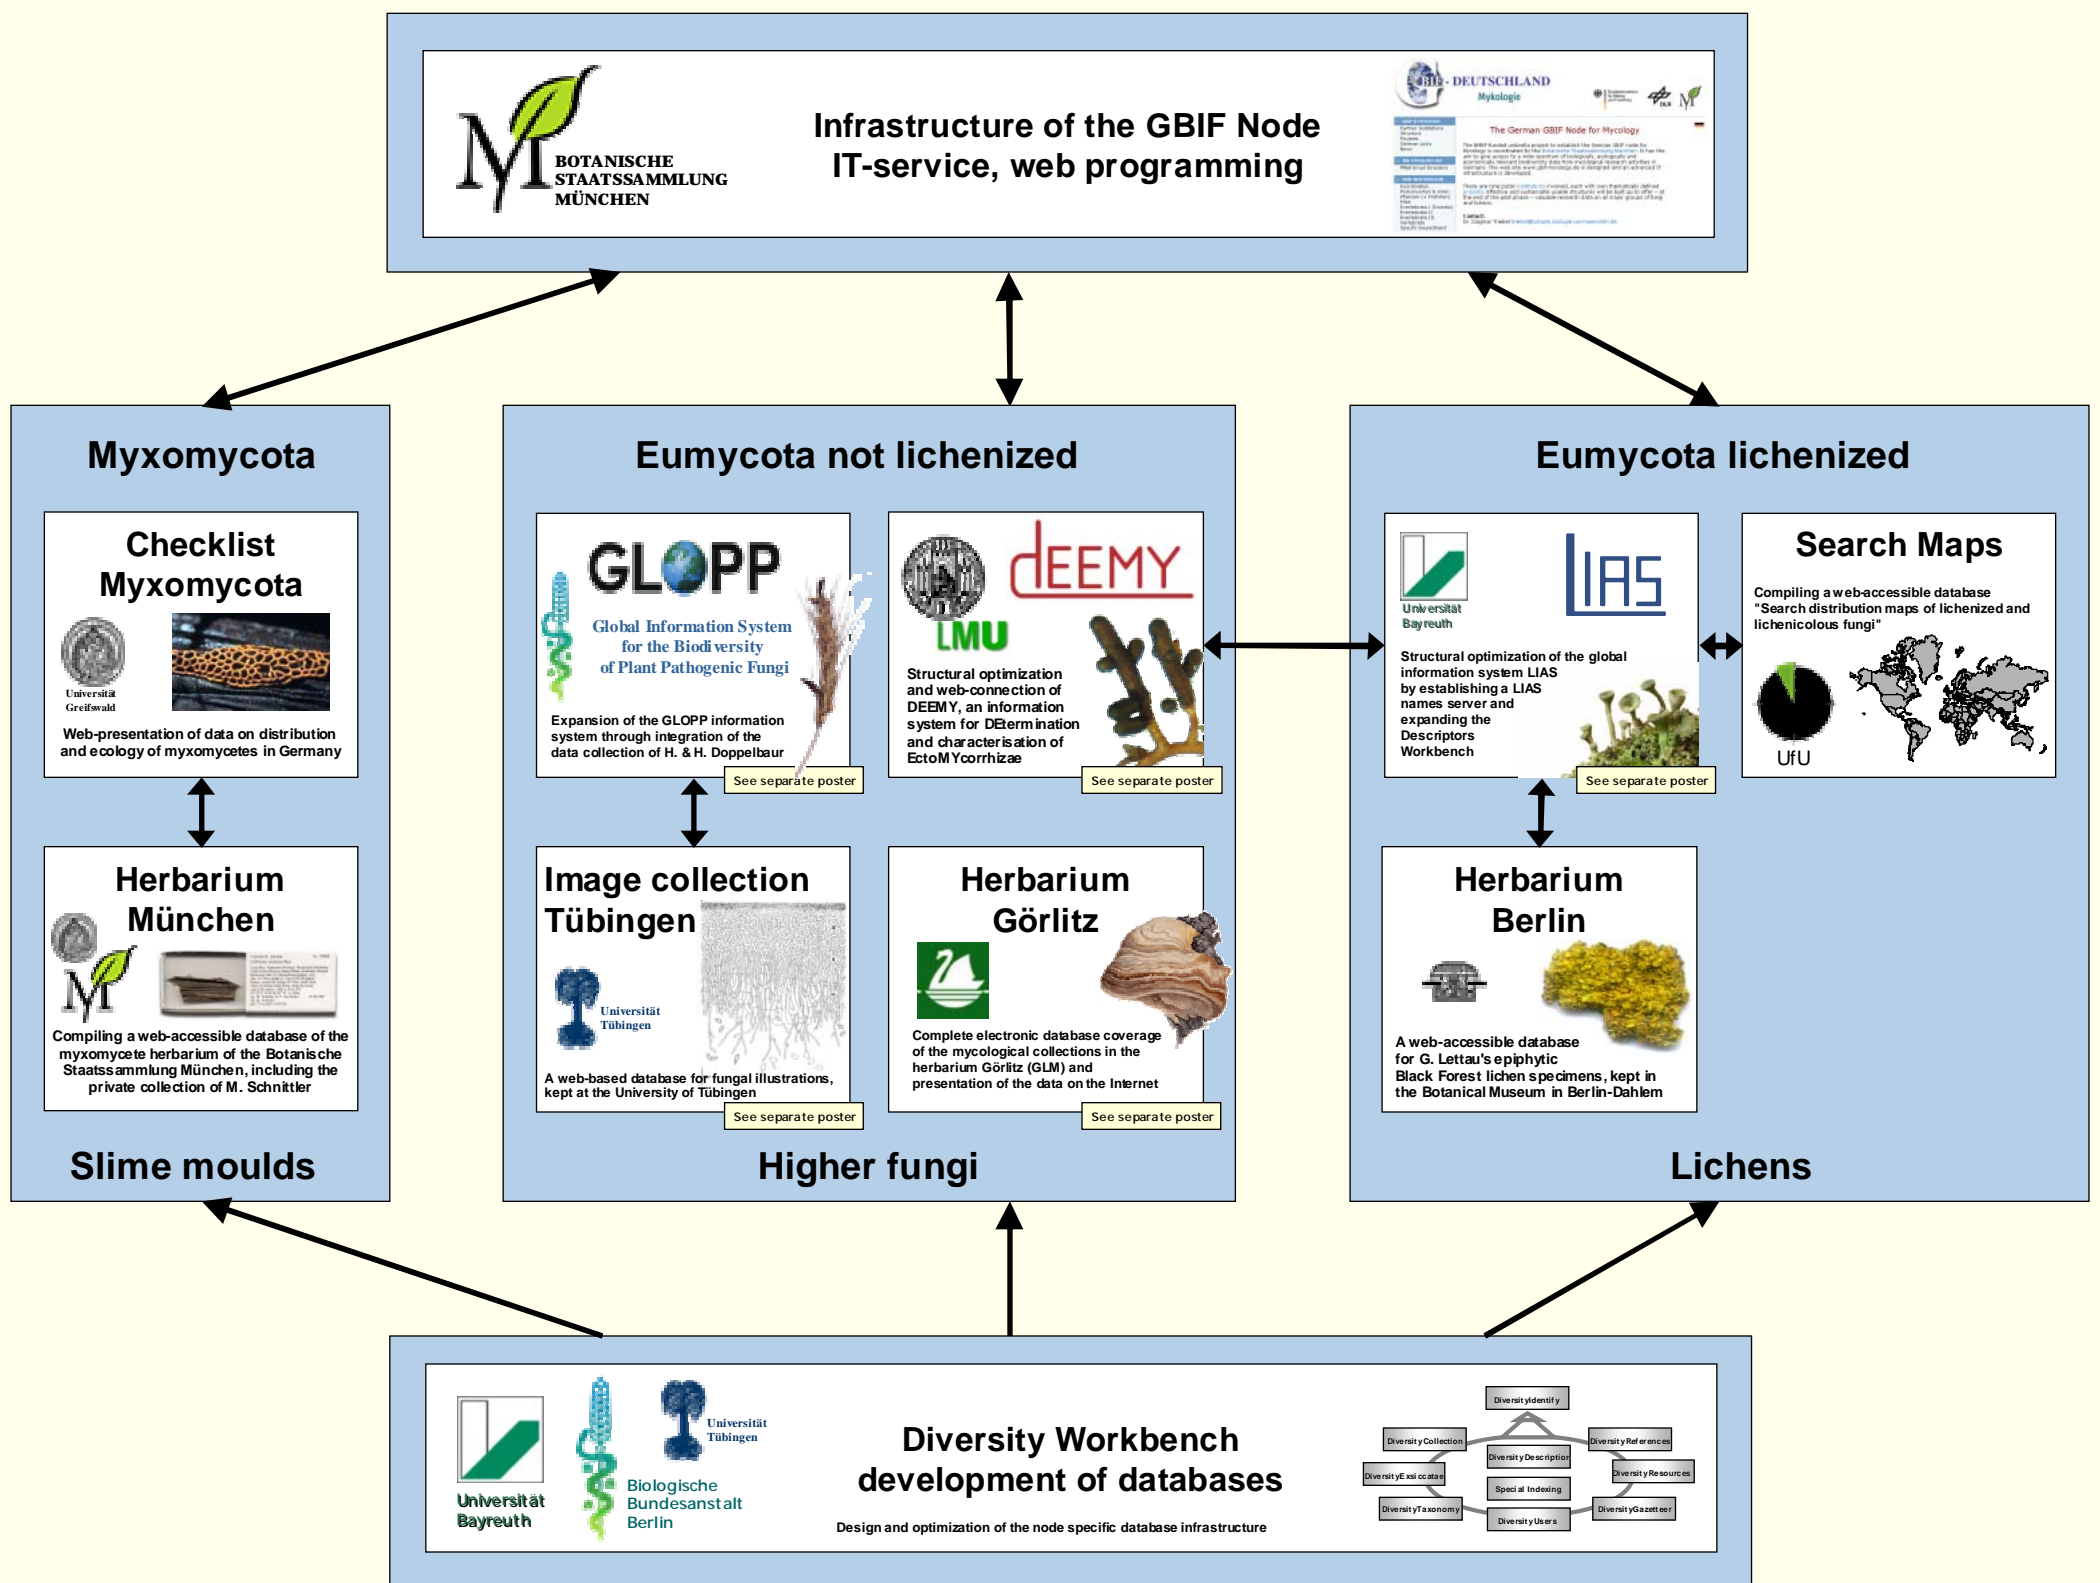 BOTANISCHE
STAATSSAMMLUNG
MÜNCHEN
Infrastructure of the GBIF Node
IT-service, web programming
GBIF - DEUTSCHLAND
Mykologie
DLR
The German GBIF Node for Mycology
Myxomycota
Checklist
Myxomycota
Universität
Greifswald
Web-presentation of data on distribution
and ecology of myxomycetes in Germany
Herbarium
München
Compiling a web-accessible database of the
myxomycete herbarium of the Botanische
Staatssammlung München, including the
private collection of M. Schnittler
Slime moulds
Eumycota not lichenized
GLOPP
Global Information System
for the Biodiversity
of Plant Pathogenic Fungi
Expansion of the GLOPP information
system through integration of the
data collection of H. & H. Doppelbaur
See separate poster
dEEMY
LMU
Structural optimization
and web-connection of
DEEMY, an information
system for DEtermination
and characterisation of
EctoMYcorrhizae
See separate poster
Image collection
Tübingen
Universität
Tübingen
A web-based database for fungal illustrations,
kept at the University of Tübingen
See separate poster
Herbarium
Görlitz
Complete electronic database coverage
of the mycological collections in the
herbarium Görlitz (GLM) and
presentation of the data on the Internet
See separate poster
Higher fungi
Eumycota lichenized
Universität
Bayreuth
LIAS
Structural optimization of the global
information system LIAS
by establishing a LIAS
names server and
expanding the
Descriptors
Workbench
See separate poster
Search Maps
Compiling a web-accessible database
"Search distribution maps of lichenized and
lichenicolous fungi"
UfU
Herbarium
Berlin
A web-accessible database
for G. Lettau's epiphytic
Black Forest lichen specimens, kept in
the Botanical Museum in Berlin-Dahlem
Lichens
Universität
Bayreuth
Biologische
Bundesanstalt
Berlin
Universität
Tübingen
Diversity Workbench
development of databases
Design and optimization of the node specific database infrastructure
DiversityIdentify
DiversityCollection
DiversityReferences
DiversityDescription
DiversityExsiccatae
DiversityResources
Special Indexing
DiversityTaxonomy
DiversityGazetteer
DiversityUsers